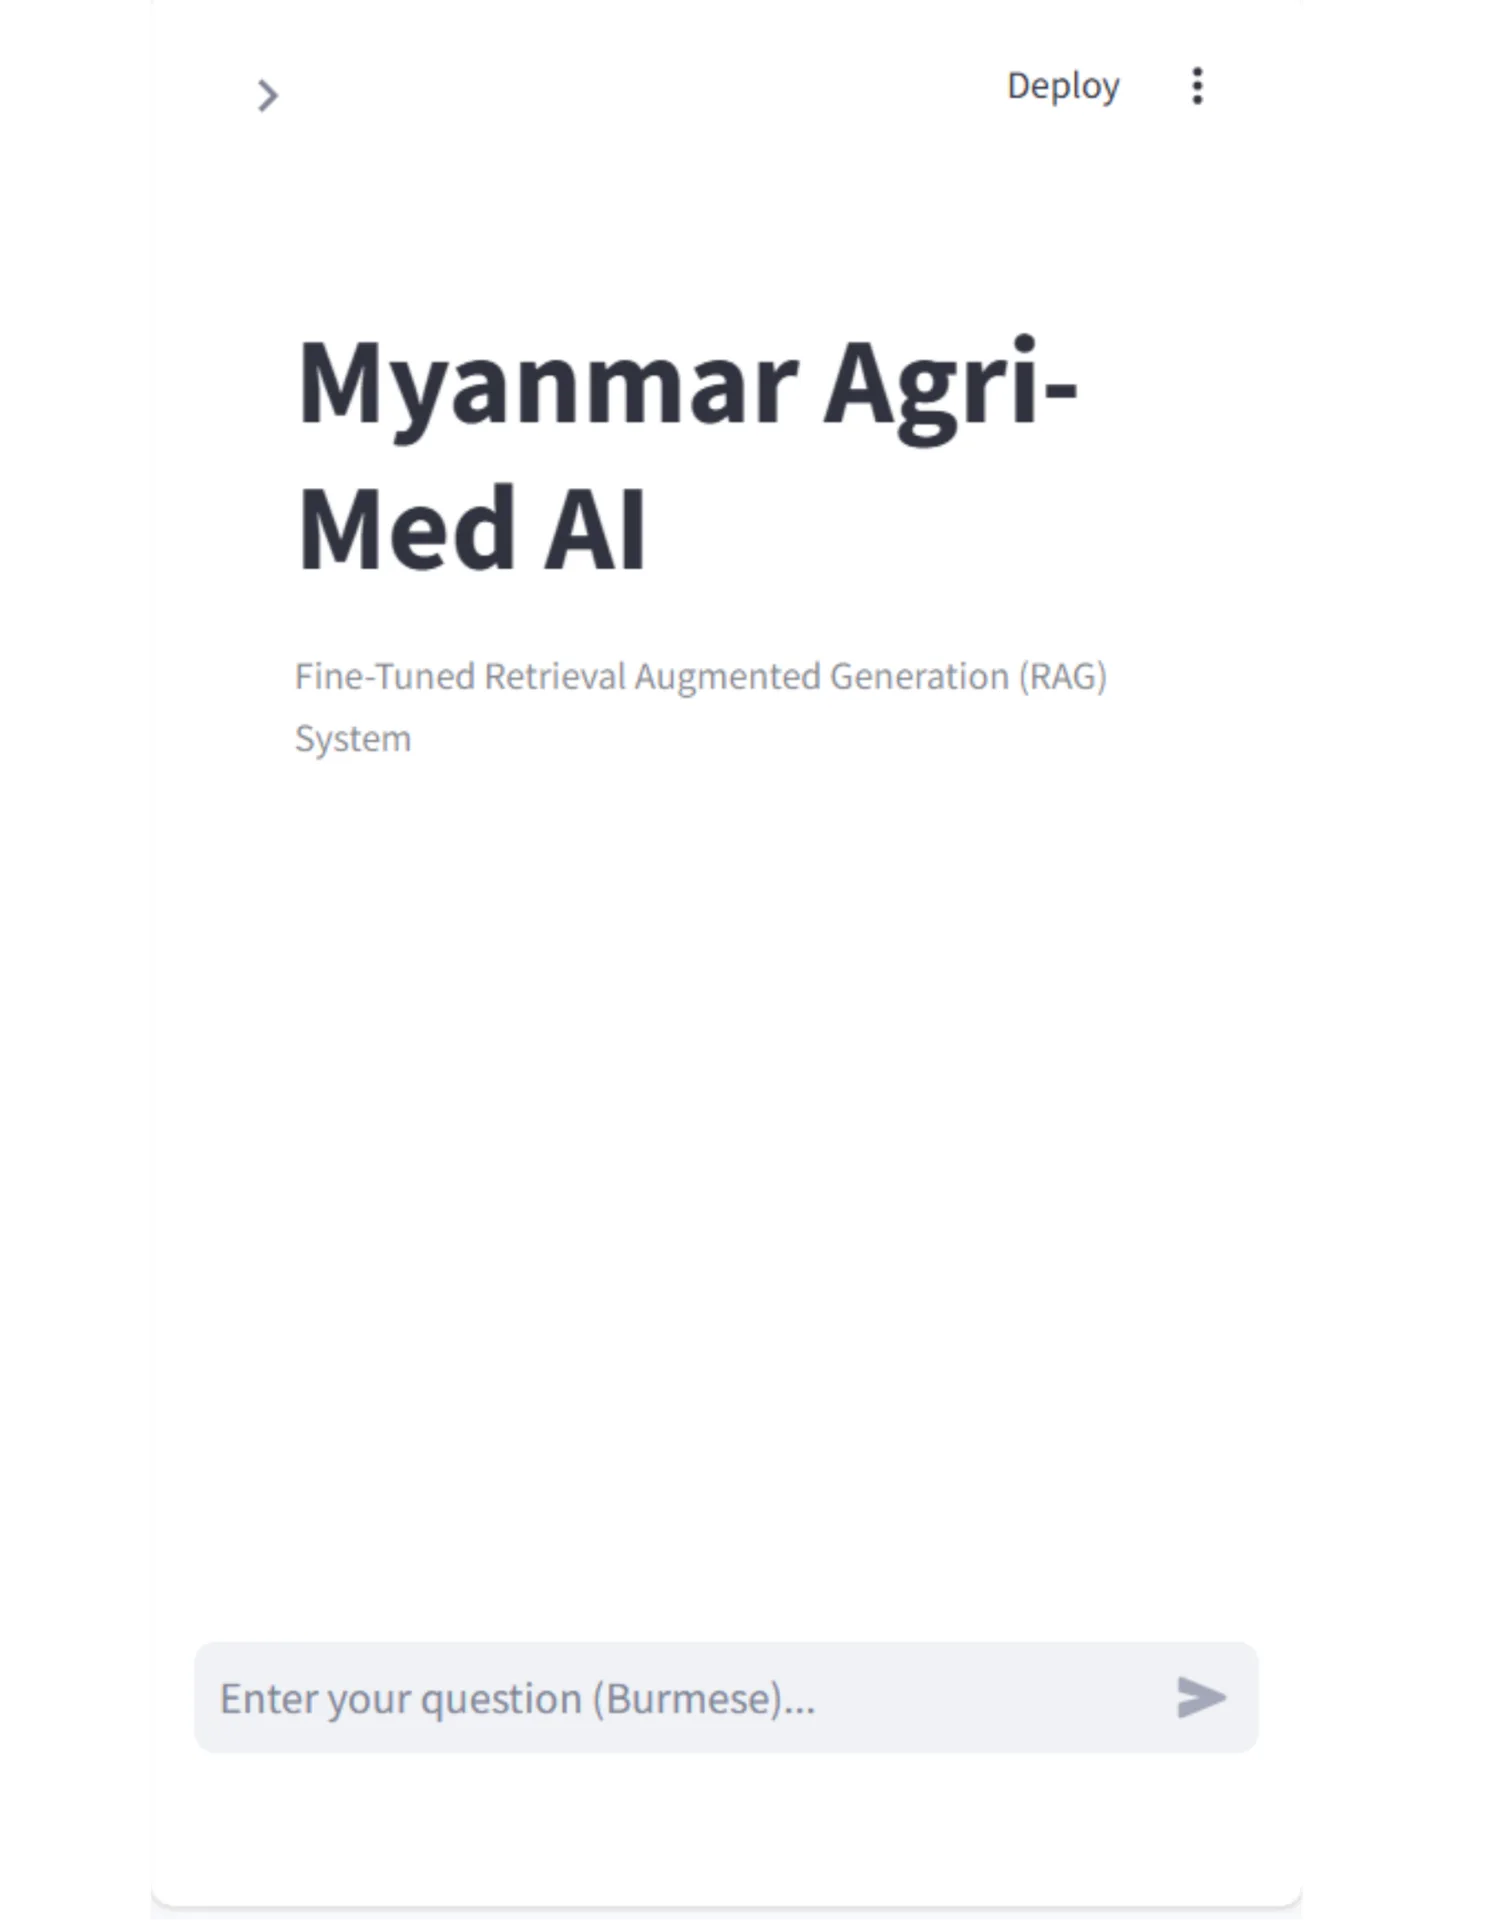 Deploy
Myanmar Agri-
Med AI
Fine-Tuned Retrieval Augmented Generation (RAG)
System
Enter your question (Burmese)...